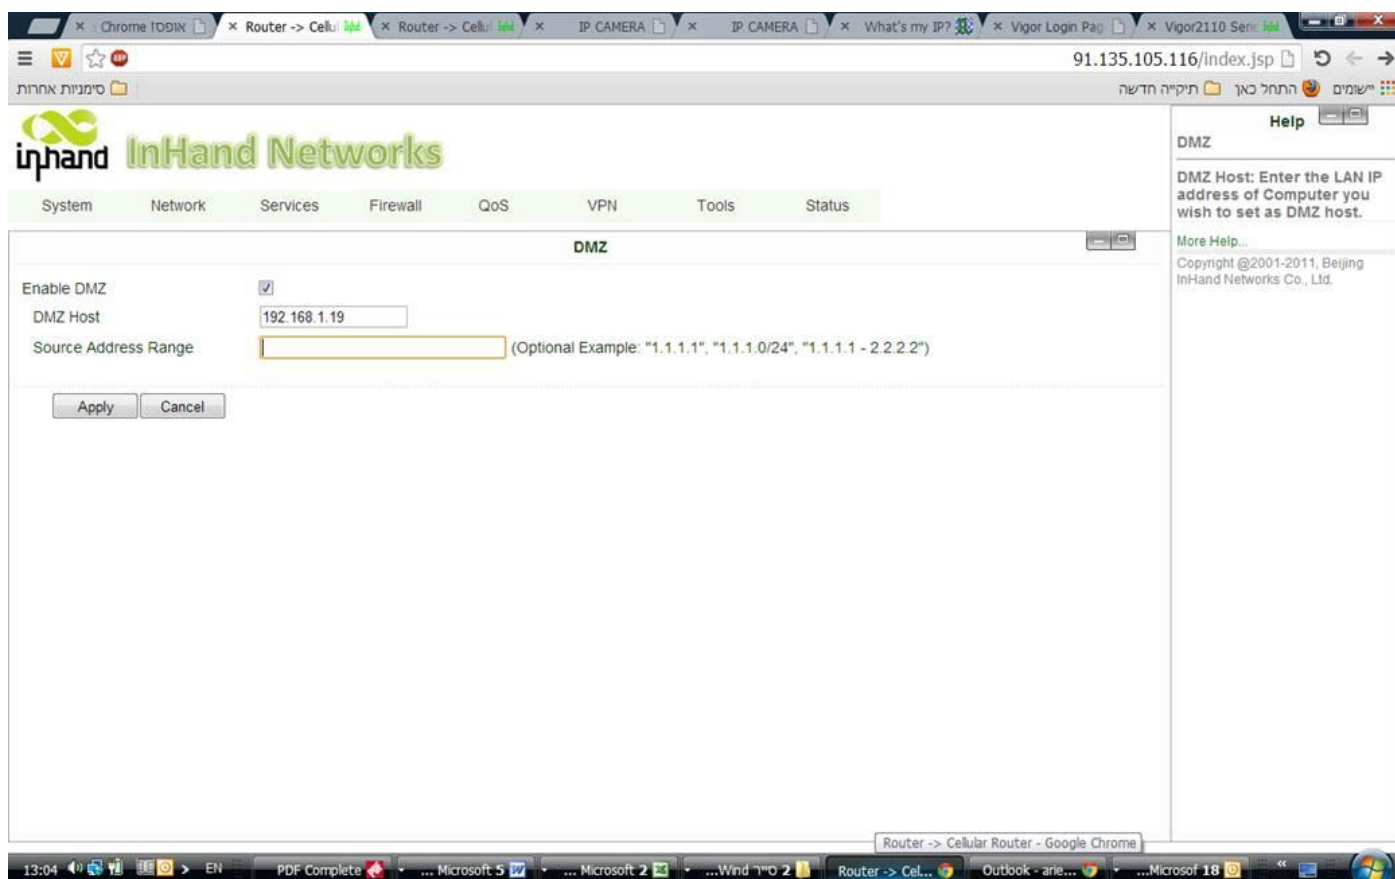 אופס! Chrome
Router -> Cellu
Router -> Cellu
IP CAMERA
IP CAMERA
What's my IP?
Vigor Login Pag
Vigor2110 Serie
91.135.105.116/index.jsp
יישומים התחל כאן תיקייה חדשה סימניות אחרות
inhand InHand Networks
System Network Services Firewall QoS VPN Tools Status
DMZ
Enable DMZ
DMZ Host 192.168.1.19
Source Address Range (Optional Example: "1.1.1.1", "1.1.1.0/24", "1.1.1.1 - 2.2.2.2")
Apply Cancel
Help
DMZ
DMZ Host: Enter the LAN IP
address of Computer you
wish to set as DMZ host.
More Help...
Copyright @2001-2011, Beijing
InHand Networks Co., Ltd.
Router -> Cellular Router - Google Chrome
13:04 EN PDF Complete ... Microsoft 5 ... Microsoft 2 ...Wind סייר 2 Router -> Cel... Outlook - arie... ...Microsof 18